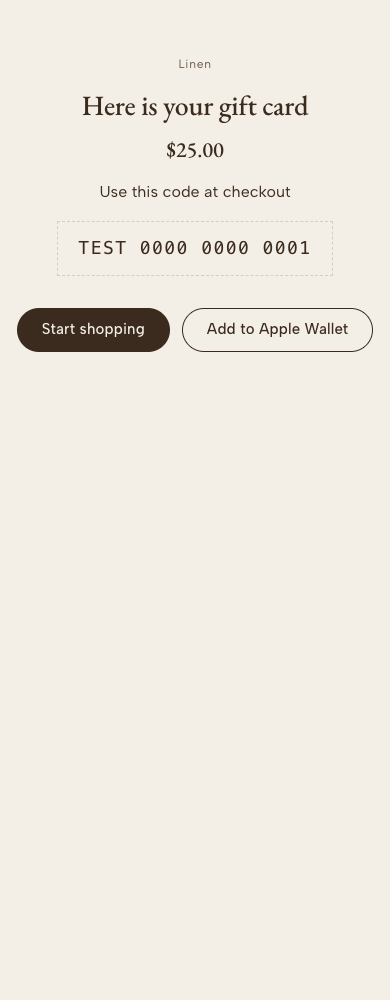 Linen
Here is your gift card
$25.00
Use this code at checkout
TEST 0000 0000 0001
Start shopping
Add to Apple Wallet